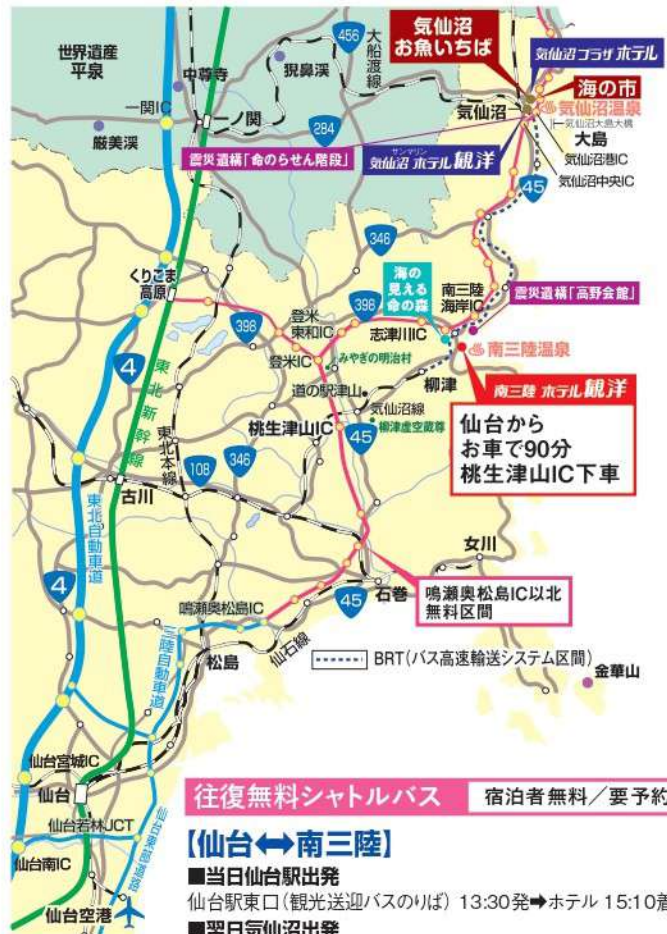 世界遺産
平泉
中尊寺
456
猊鼻渓
大船渡線
気仙沼
お魚いちば
気仙沼プラザホテル
海の市
一関IC
一ノ関
284
厳美渓
気仙沼
気仙沼温泉
気仙沼大島大橋
大島
震災遺構「命のらせん階段」
サンマリン
気仙沼 ホテル観洋
気仙沼港IC
気仙沼中央IC
45
346
くりこま
高原
海の
見える
命の森
南三陸
海岸IC
震災遺構「高野会館」
398
398
登米
東和IC
志津川IC
登米IC
みやぎの明治村
南三陸温泉
4
東北新幹線
道の駅津山
柳津
南三陸 ホテル観洋
気仙沼線
柳津虚空蔵尊
桃生津山IC
45
仙台から
お車で90分
桃生津山IC下車
東北本線
108
346
古川
東北自動車道
女川
4
石巻
鳴瀬奥松島IC以北
無料区間
鳴瀬奥松島IC
45
三陸自動車道
松島
仙石線
BRT(バス高速輸送システム区間)
金華山
仙台宮城IC
仙台
往復無料シャトルバス
宿泊者無料/要予約
仙台若林JCT
仙台南IC
【仙台⟷南三陸】
■当日仙台駅出発
仙台駅東口(観光送迎バスのりば) 13:30発➡ホテル 15:10着
仙台空港
■翌日気仙沼出発